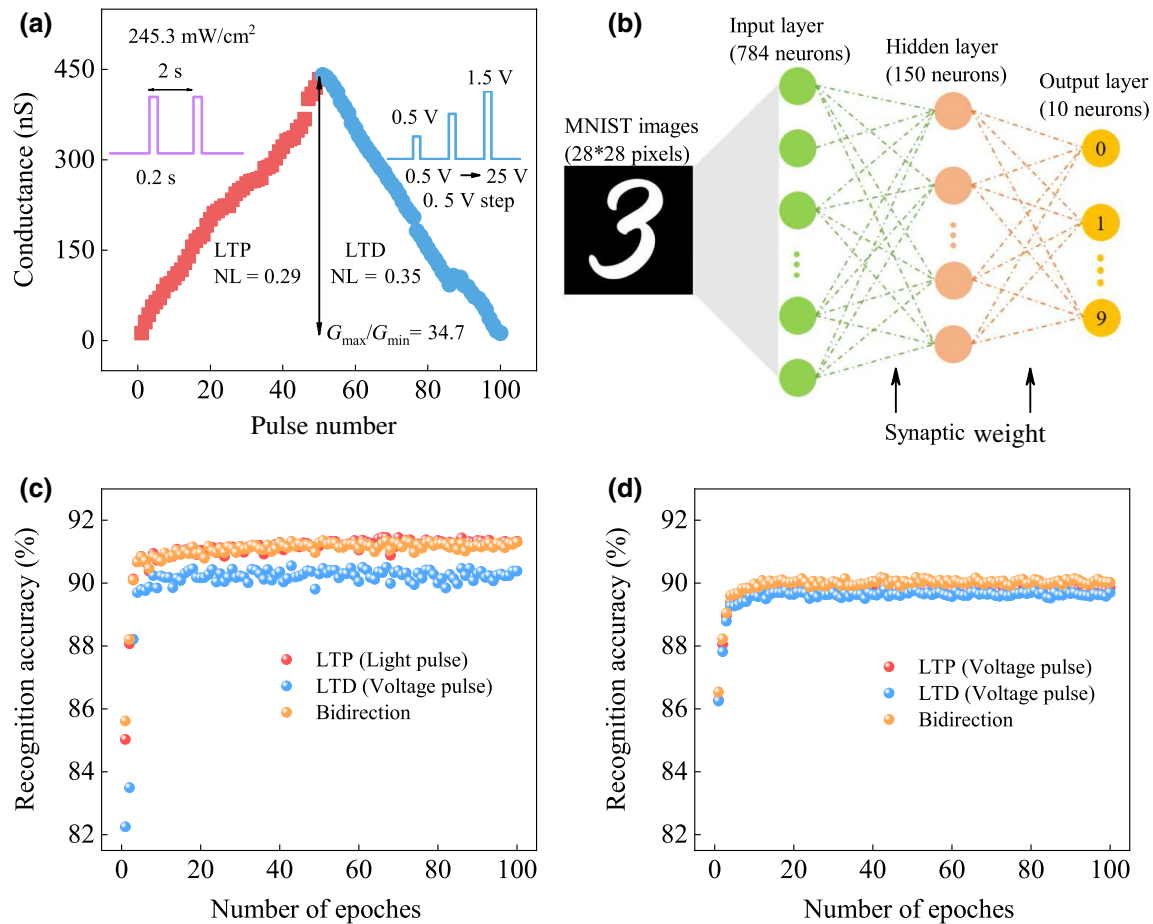 (a)
245.3 mW/cm²
2 s
0.2 s
1.5 V
0.5 V
0.5 V → 25 V
0. 5 V step
LTP
NL = 0.29
LTD
NL = 0.35
Gmax/Gmin= 34.7
450
300
150
0
Conductance (nS)
0 20 40 60 80 100
Pulse number
(b)
Input layer
(784 neurons)
Hidden layer
(150 neurons)
Output layer
(10 neurons)
MNIST images
(28*28 pixels)
3
0
1
9
Synaptic weight
(c)
92
90
88
86
84
82
Recognition accuracy (%)
LTP (Light pulse)
LTD (Voltage pulse)
Bidirection
0 20 40 60 80 100
Number of epoches
(d)
92
90
88
86
84
82
Recognition accuracy (%)
LTP (Voltage pulse)
LTD (Voltage pulse)
Bidirection
0 20 40 60 80 100
Number of epoches